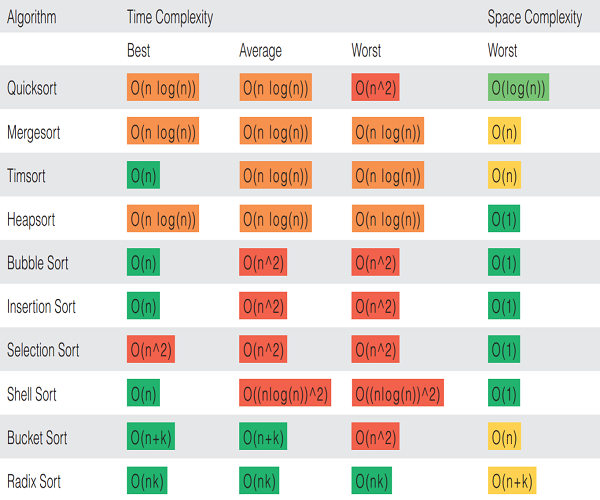 Algorithm Time Complexity Space Complexity
Best Average Worst Worst
Quicksort O(n log(n)) O(n log(n)) O(n^2) O(log(n))
Mergesort O(n log(n)) O(n log(n)) O(n log(n)) O(n)
Timsort O(n) O(n log(n)) O(n log(n)) O(n)
Heapsort O(n log(n)) O(n log(n)) O(n log(n)) O(1)
Bubble Sort O(n) O(n^2) O(n^2) O(1)
Insertion Sort O(n) O(n^2) O(n^2) O(1)
Selection Sort O(n^2) O(n^2) O(n^2) O(1)
Shell Sort O(n) O((nlog(n))^2) O((nlog(n))^2) O(1)
Bucket Sort O(n+k) O(n+k) O(n^2) O(n)
Radix Sort O(nk) O(nk) O(nk) O(n+k)